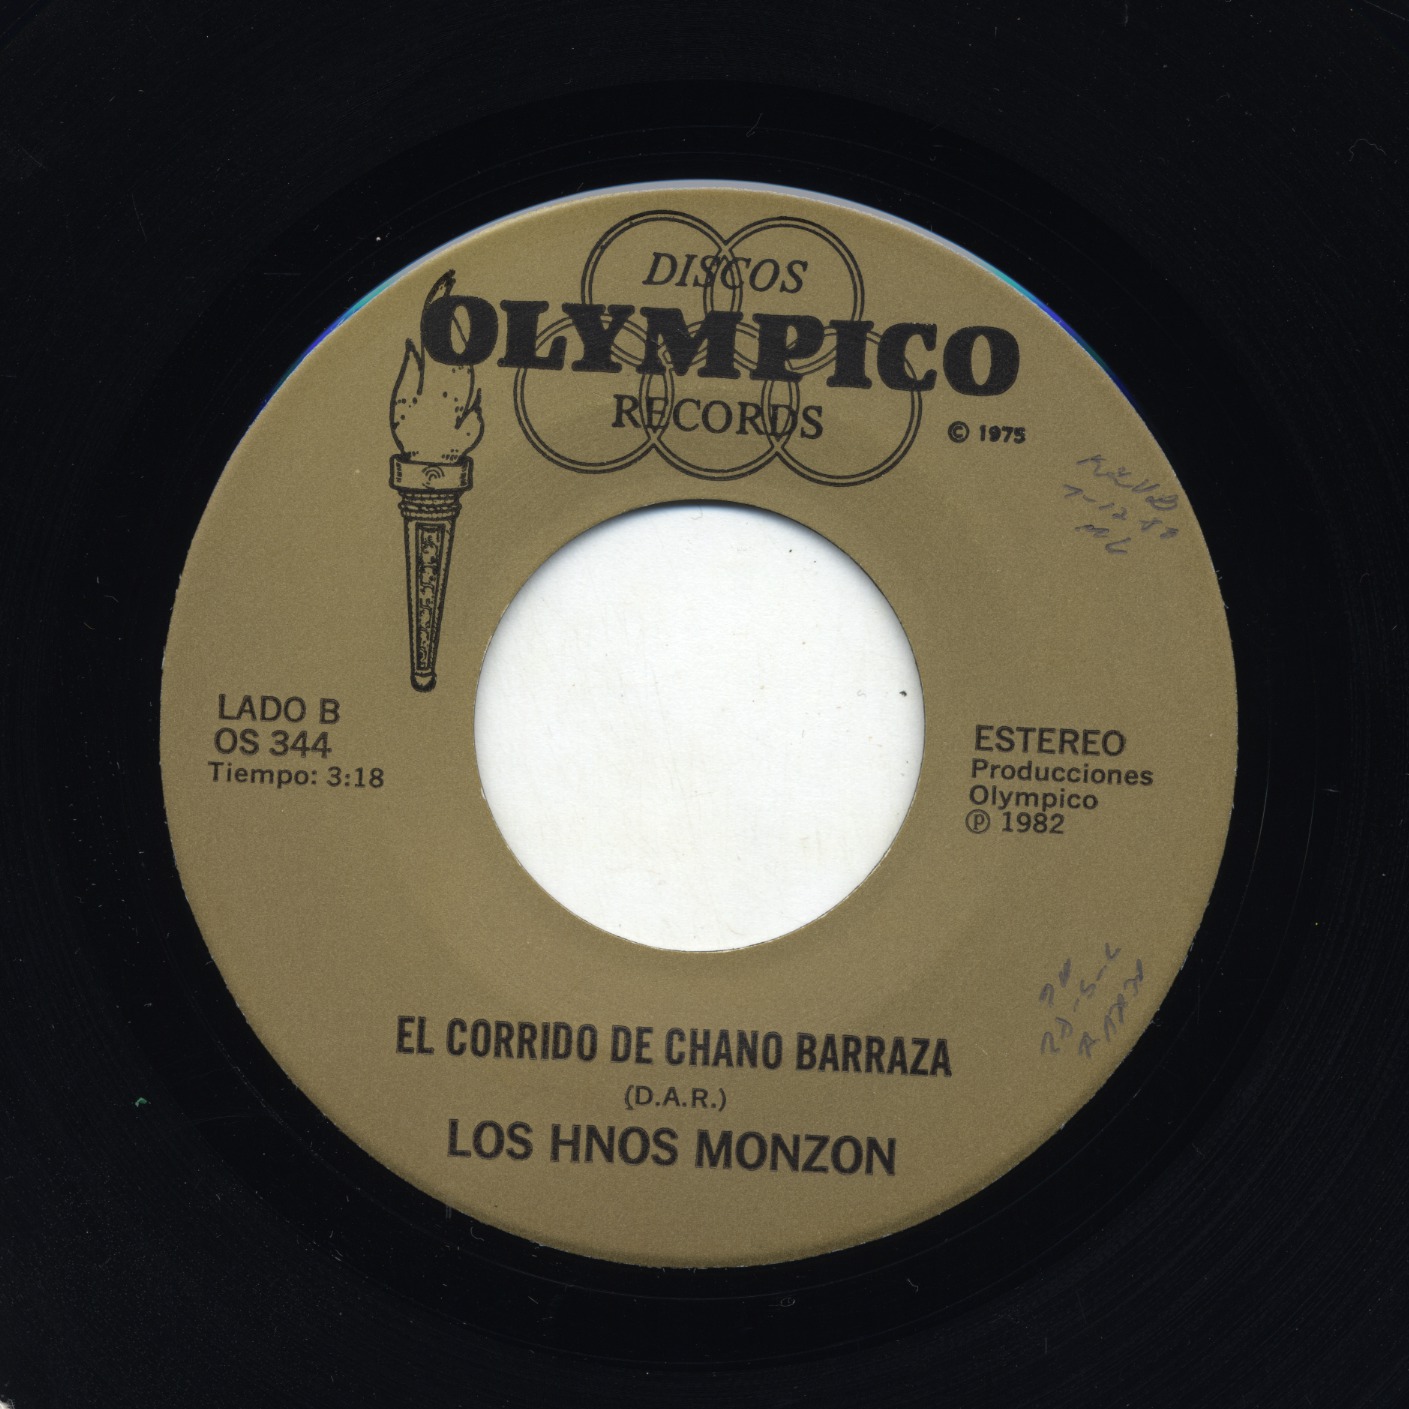 DISCOS
OLYMPICO
RECORDS
© 1975
LADO B
OS 344
Tiempo: 3:18
ESTEREO
Producciones
Olympico
℗ 1982
EL CORRIDO DE CHANO BARRAZA
(D.A.R.)
LOS HNOS MONZON